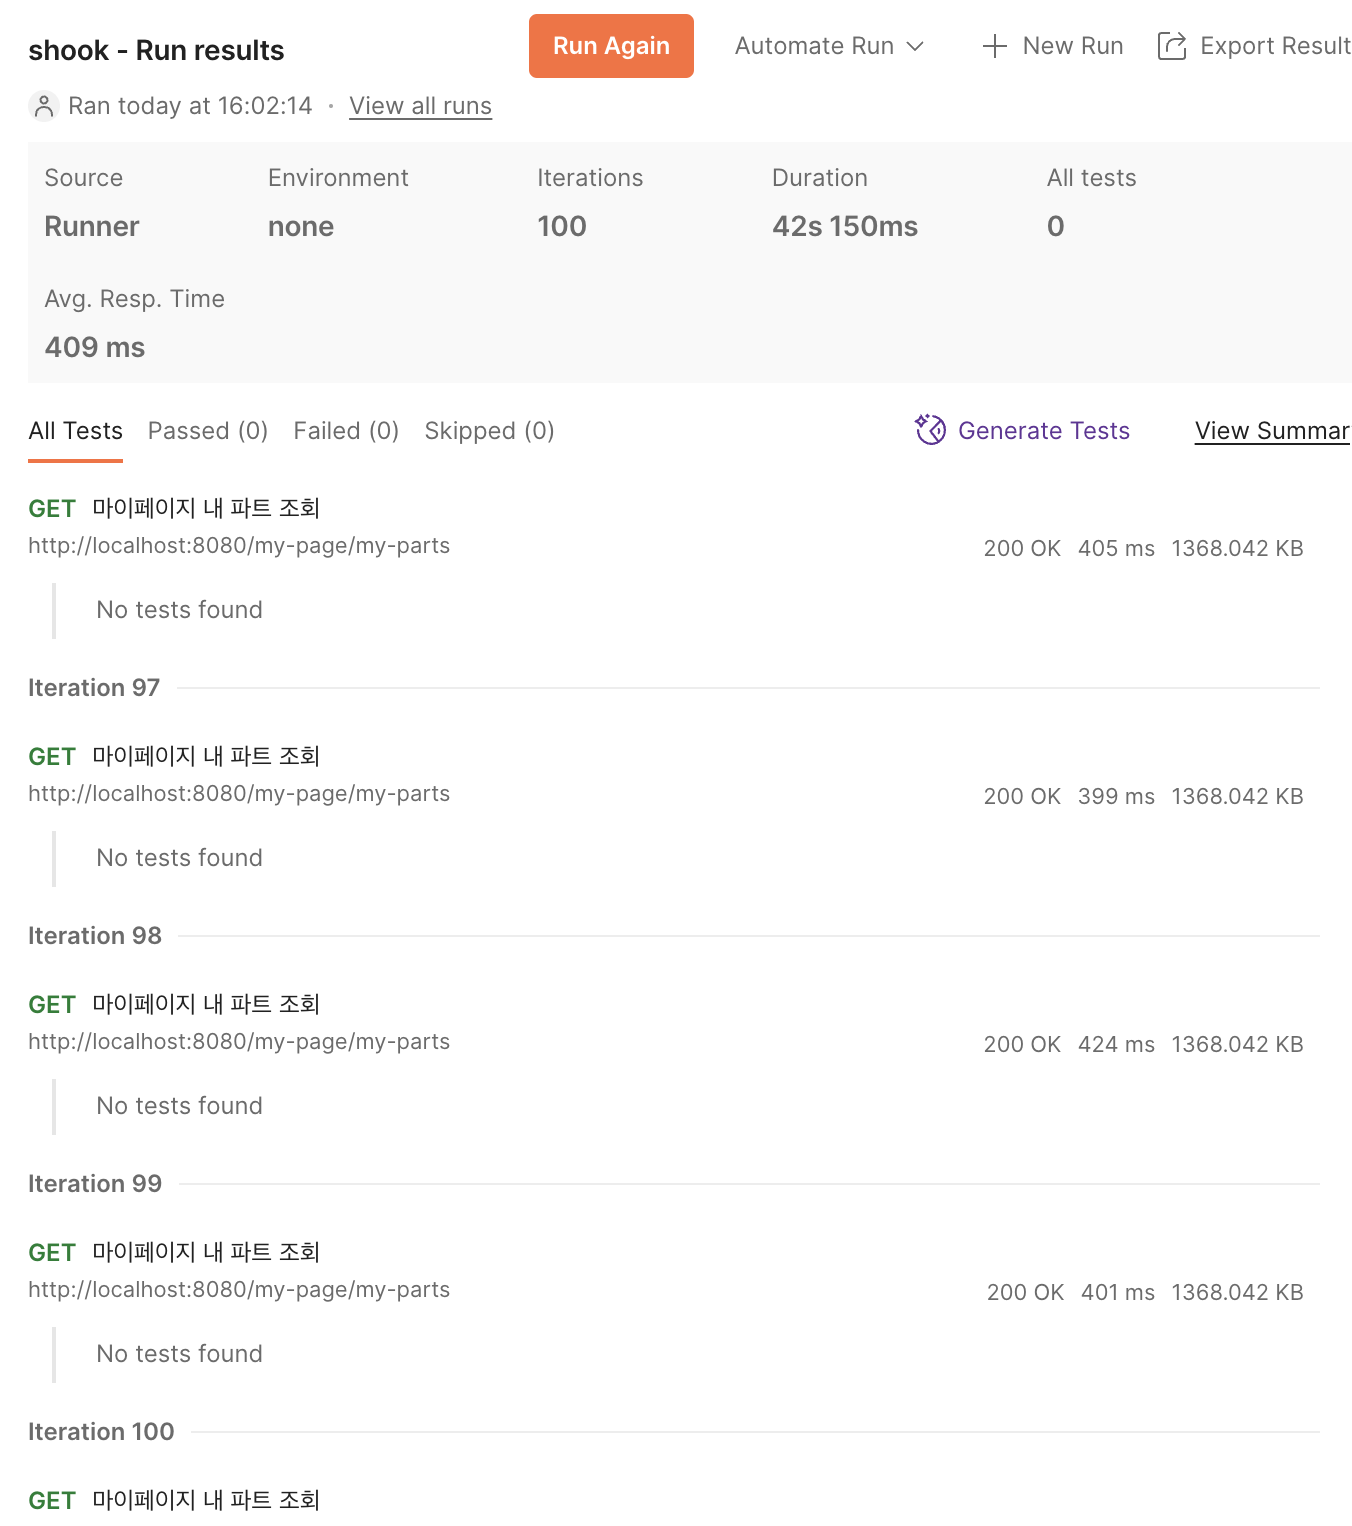 shook - Run results
Run Again
Automate Run
New Run
Export Result
Ran today at 16:02:14 · View all runs
Source Environment Iterations Duration All tests
Runner none 100 42s 150ms 0
Avg. Resp. Time
409 ms
All Tests Passed (0) Failed (0) Skipped (0) Generate Tests View Summar
GET 마이페이지 내 파트 조회
http://localhost:8080/my-page/my-parts
200 OK 405 ms 1368.042 KB
No tests found
Iteration 97
GET 마이페이지 내 파트 조회
http://localhost:8080/my-page/my-parts
200 OK 399 ms 1368.042 KB
No tests found
Iteration 98
GET 마이페이지 내 파트 조회
http://localhost:8080/my-page/my-parts
200 OK 424 ms 1368.042 KB
No tests found
Iteration 99
GET 마이페이지 내 파트 조회
http://localhost:8080/my-page/my-parts
200 OK 401 ms 1368.042 KB
No tests found
Iteration 100
GET 마이페이지 내 파트 조회